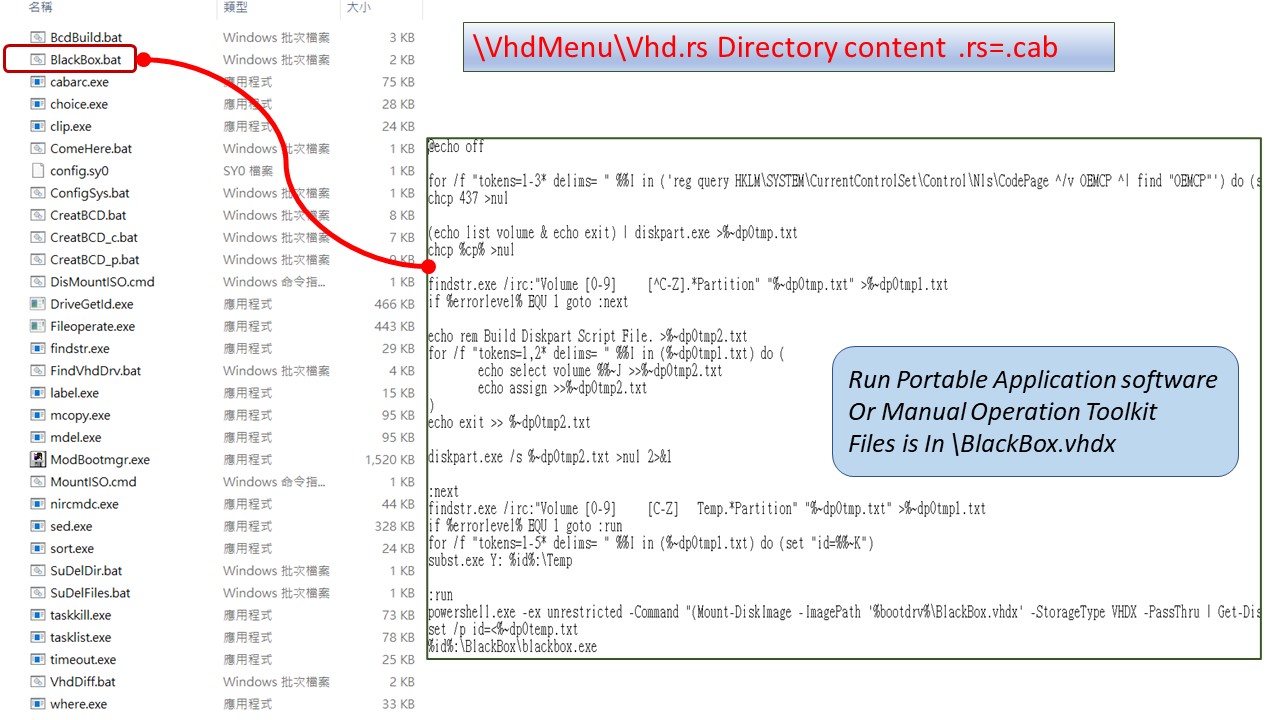 名稱 類型 大小
\VhdMenu\Vhd.rs Directory content .rs=.cab
BcdBuild.bat Windows 批次檔案 3 KB
BlackBox.bat Windows 批次檔案 2 KB
cabarc.exe 應用程式 75 KB
choice.exe 應用程式 28 KB
clip.exe 應用程式 24 KB
ComeHere.bat Windows 批次檔案 1 KB
config.sy0 SY0 檔案 1 KB
ConfigSys.bat Windows 批次檔案 1 KB
CreatBCD.bat Windows 批次檔案 8 KB
CreatBCD_c.bat Windows 批次檔案 7 KB
CreatBCD_p.bat Windows 批次檔案 9 KB
DisMountISO.cmd Windows 命令指... 1 KB
DriveGetId.exe 應用程式 466 KB
Fileoperate.exe 應用程式 443 KB
findstr.exe 應用程式 29 KB
FindVhdDrv.bat Windows 批次檔案 4 KB
label.exe 應用程式 15 KB
mcopy.exe 應用程式 95 KB
mdel.exe 應用程式 95 KB
ModBootmgr.exe 應用程式 1,520 KB
MountISO.cmd Windows 命令指... 1 KB
nircmdc.exe 應用程式 44 KB
sed.exe 應用程式 328 KB
sort.exe 應用程式 24 KB
SuDelDir.bat Windows 批次檔案 1 KB
SuDelFiles.bat Windows 批次檔案 1 KB
taskkill.exe 應用程式 73 KB
tasklist.exe 應用程式 78 KB
timeout.exe 應用程式 25 KB
VhdDiff.bat Windows 批次檔案 2 KB
where.exe 應用程式 33 KB
@echo off
for /f "tokens=1-3* delims= " %%I in ('reg query HKLM\SYSTEM\CurrentControlSet\Control\Nls\CodePage ^/v OEMCP ^| find "OEMCP"') do (s
chcp 437 >nul
(echo list volume & echo exit) | diskpart.exe >%~dp0tmp.txt
chcp %cp% >nul
findstr.exe /irc:"Volume [0-9]     [^C-Z].*Partition" "%~dp0tmp.txt" >%~dp0tmp1.txt
if %errorlevel% EQU 1 goto :next
echo rem Build Diskpart Script File. >%~dp0tmp2.txt
for /f "tokens=1,2* delims= " %%I in (%~dp0tmp1.txt) do (
echo select volume %%~J >>%~dp0tmp2.txt
echo assign >>%~dp0tmp2.txt
)
echo exit >> %~dp0tmp2.txt
diskpart.exe /s %~dp0tmp2.txt >nul 2>&1
:next
findstr.exe /irc:"Volume [0-9]     [C-Z]   Temp.*Partition" "%~dp0tmp.txt" >%~dp0tmp1.txt
if %errorlevel% EQU 1 goto :run
for /f "tokens=1-5* delims= " %%I in (%~dp0tmp1.txt) do (set "id=%%~K")
subst.exe Y: %id%:\Temp
:run
powershell.exe -ex unrestricted -Command "(Mount-DiskImage -ImagePath '%bootdrv%\BlackBox.vhdx' -StorageType VHDX -PassThru | Get-Dis
set /p id=<%~dp0temp.txt
%id%:\BlackBox\blackbox.exe
Run Portable Application software
Or Manual Operation Toolkit
Files is In \BlackBox.vhdx